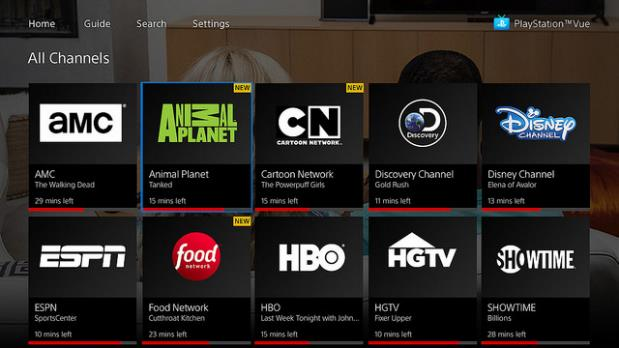 Home Guide Search Settings PlayStation™Vue
All Channels
NEW NEW
aMC ANIMAL PLANET CN CARTOON NETWORK Discovery CHANNEL Disney CHANNEL
AMC Animal Planet Cartoon Network Discovery Channel Disney Channel
The Walking Dead Tanked The Powerpuff Girls Gold Rush Elena of Avalor
29 mins left 15 mins left 15 mins left 11 mins left 13 mins left
NEW
ESPN food network HBO HGTV SHOWTIME
ESPN Food Network HBO HGTV SHOWTIME
SportsCenter Cutthroat Kitchen Last Week Tonight with John... Fixer Upper Billions
10 mins left 23 mins left 15 mins left 10 mins left 28 mins left